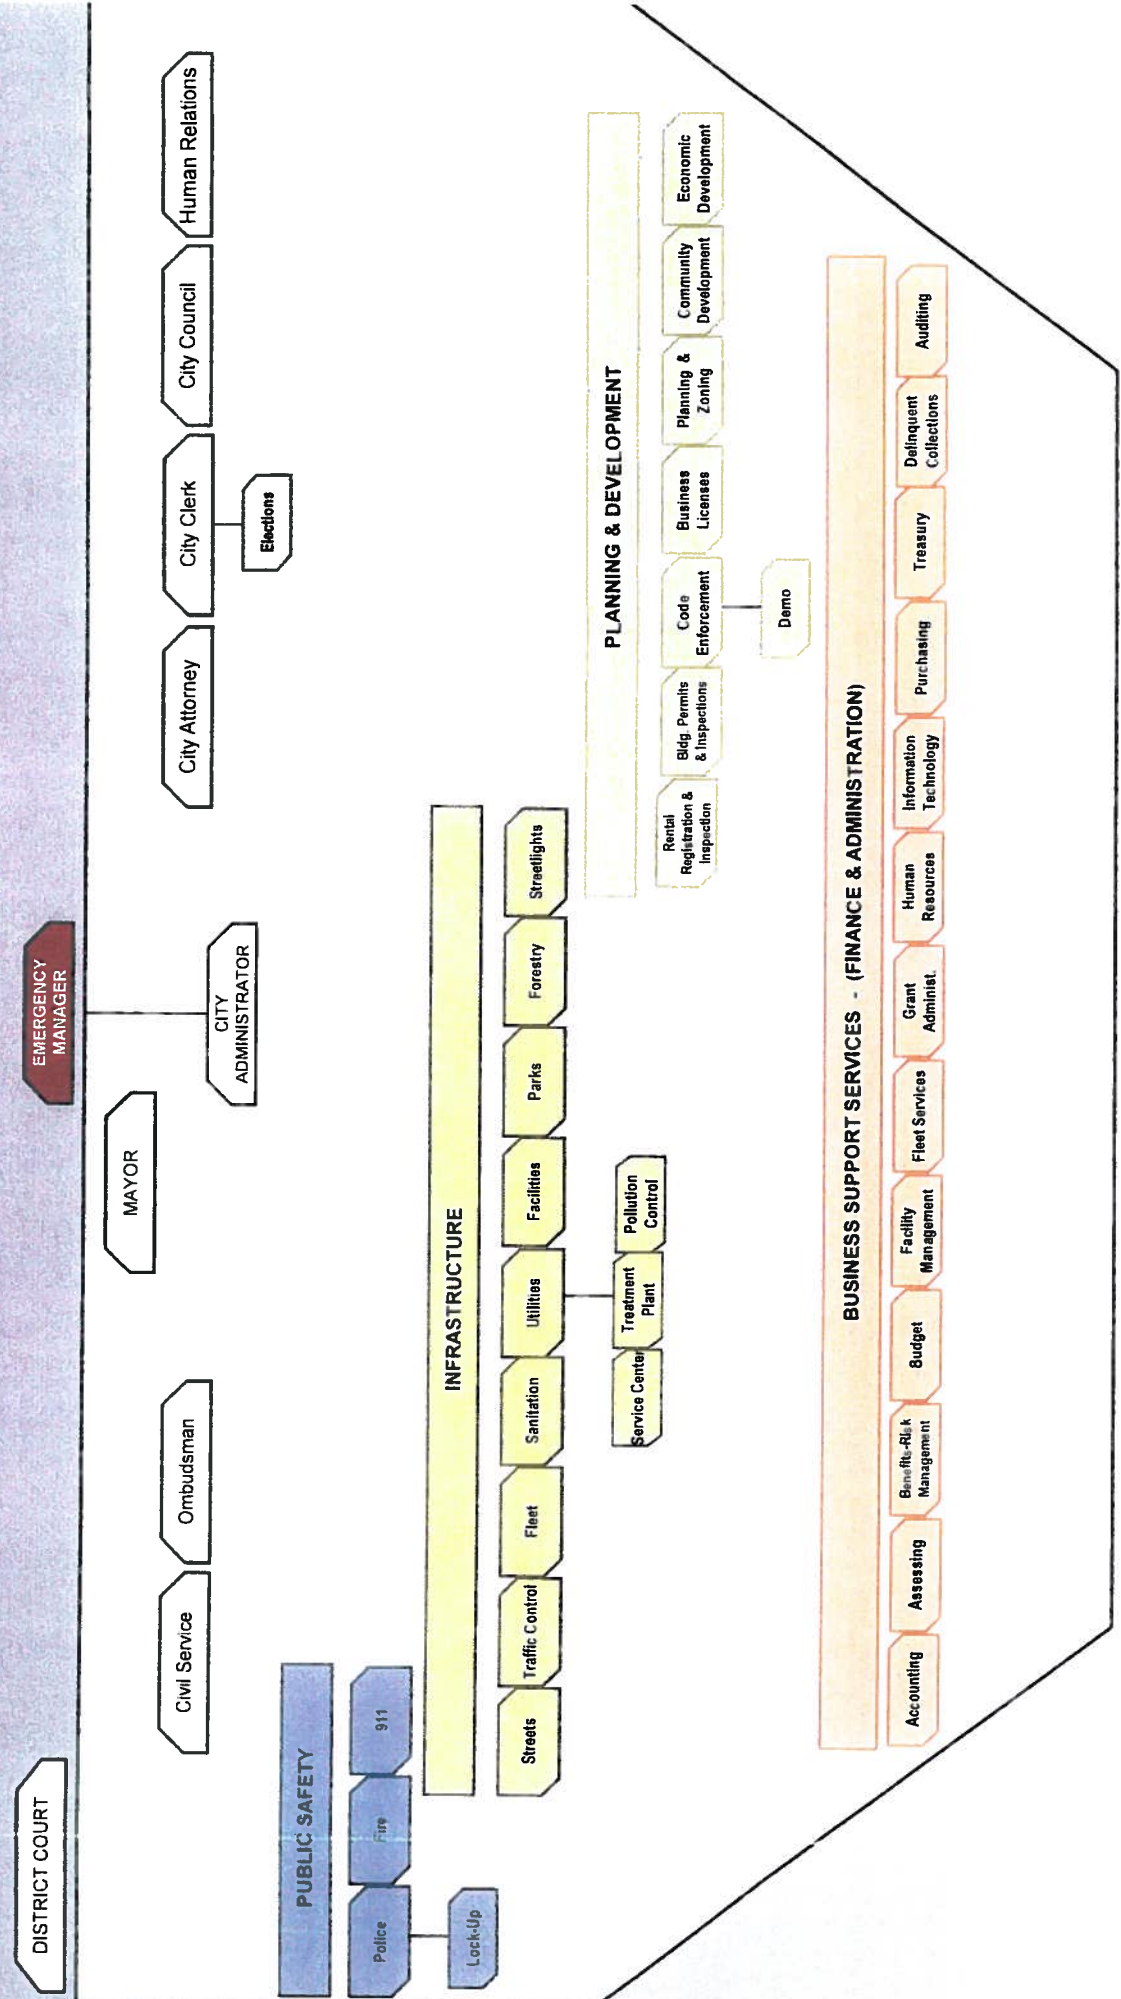 DISTRICT COURT
EMERGENCY
MANAGER
MAYOR
CITY
ADMINISTRATOR
Civil Service
Ombudsman
City Attorney
City Clerk
City Council
Human Relations
Elections
PUBLIC SAFETY
Police
Fire
911
Lock-Up
INFRASTRUCTURE
Streets
Traffic Control
Fleet
Sanitation
Utilities
Facilities
Parks
Forestry
Streetlights
Service Center
Treatment
Plant
Pollution
Control
PLANNING & DEVELOPMENT
Rental
Registration &
Inspection
Bldg. Permits
& Inspections
Code
Enforcement
Business
Licenses
Planning &
Zoning
Community
Development
Economic
Development
Demo
BUSINESS SUPPORT SERVICES - (FINANCE & ADMINISTRATION)
Accounting
Assessing
Benefits-Risk
Management
Budget
Facility
Management
Fleet Services
Grant
Administ.
Human
Resources
Information
Technology
Purchasing
Treasury
Delinquent
Collections
Auditing